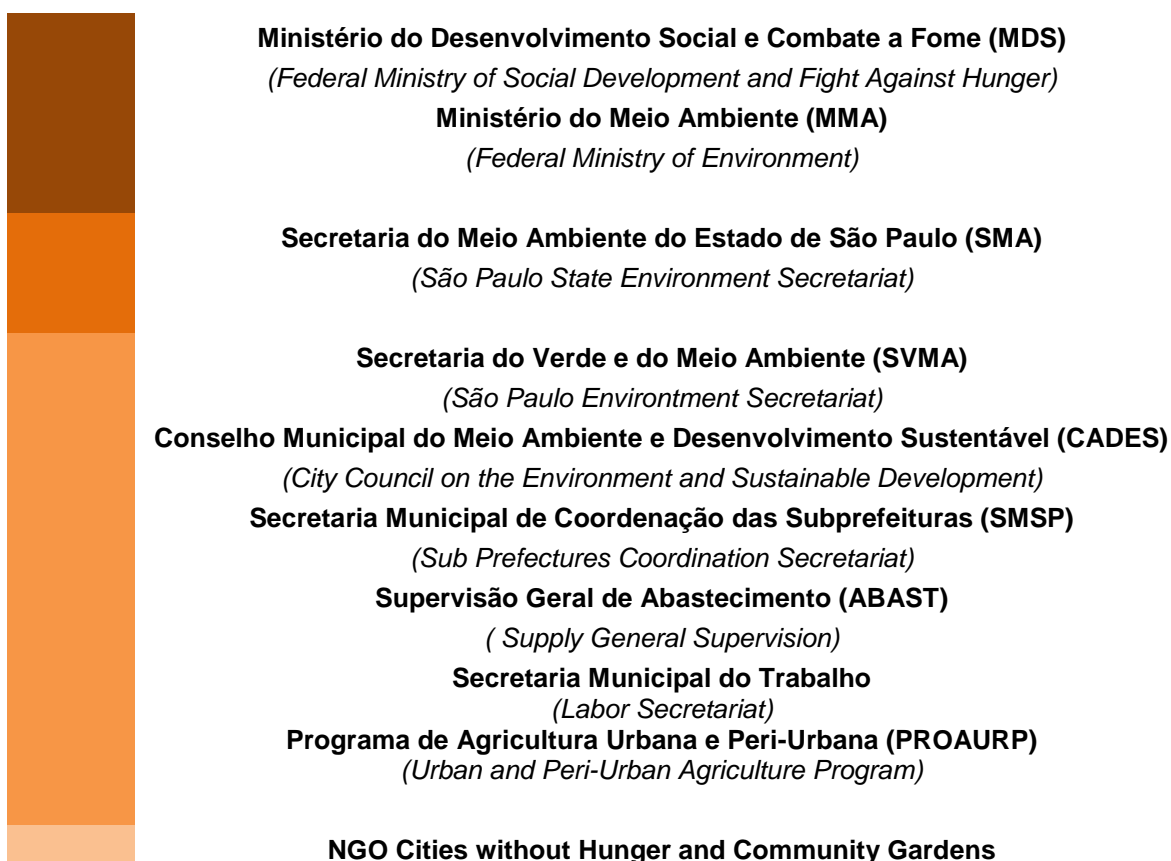 Ministério do Desenvolvimento Social e Combate a Fome (MDS)
(Federal Ministry of Social Development and Fight Against Hunger)
Ministério do Meio Ambiente (MMA)
(Federal Ministry of Environment)
Secretaria do Meio Ambiente do Estado de São Paulo (SMA)
(São Paulo State Environment Secretariat)
Secretaria do Verde e do Meio Ambiente (SVMA)
(São Paulo Environtment Secretariat)
Conselho Municipal do Meio Ambiente e Desenvolvimento Sustentável (CADES)
(City Council on the Environment and Sustainable Development)
Secretaria Municipal de Coordenação das Subprefeituras (SMSP)
(Sub Prefectures Coordination Secretariat)
Supervisão Geral de Abastecimento (ABAST)
( Supply General Supervision)
Secretaria Municipal do Trabalho
(Labor Secretariat)
Programa de Agricultura Urbana e Peri-Urbana (PROAURP)
(Urban and Peri-Urban Agriculture Program)
NGO Cities without Hunger and Community Gardens